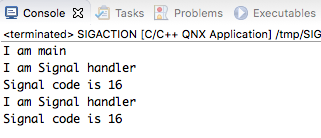 Console Tasks Problems Executables
<terminated> SIGACTION [C/C++ QNX Application] /tmp/SIG
I am main
I am Signal handler
Signal code is 16
I am Signal handler
Signal code is 16